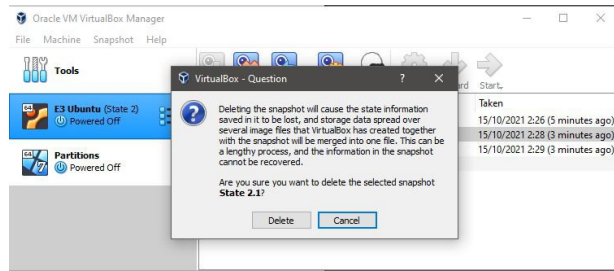 Oracle VM VirtualBox Manager
File Machine Snapshot Help
Tools
Start
VirtualBox - Question
Taken
64
E3 Ubuntu (State 2)
Powered Off
64
Partitions
Powered Off
Deleting the snapshot will cause the state information
saved in it to be lost, and storage data spread over
several image files that VirtualBox has created together
with the snapshot will be merged into one file. This can be
a lengthy process, and the information in the snapshot
cannot be recovered.
Are you sure you want to delete the selected snapshot
State 2.1?
Delete Cancel
15/10/2021 2:26 (5 minutes ago)
15/10/2021 2:28 (3 minutes ago)
15/10/2021 2:29 (3 minutes ago)